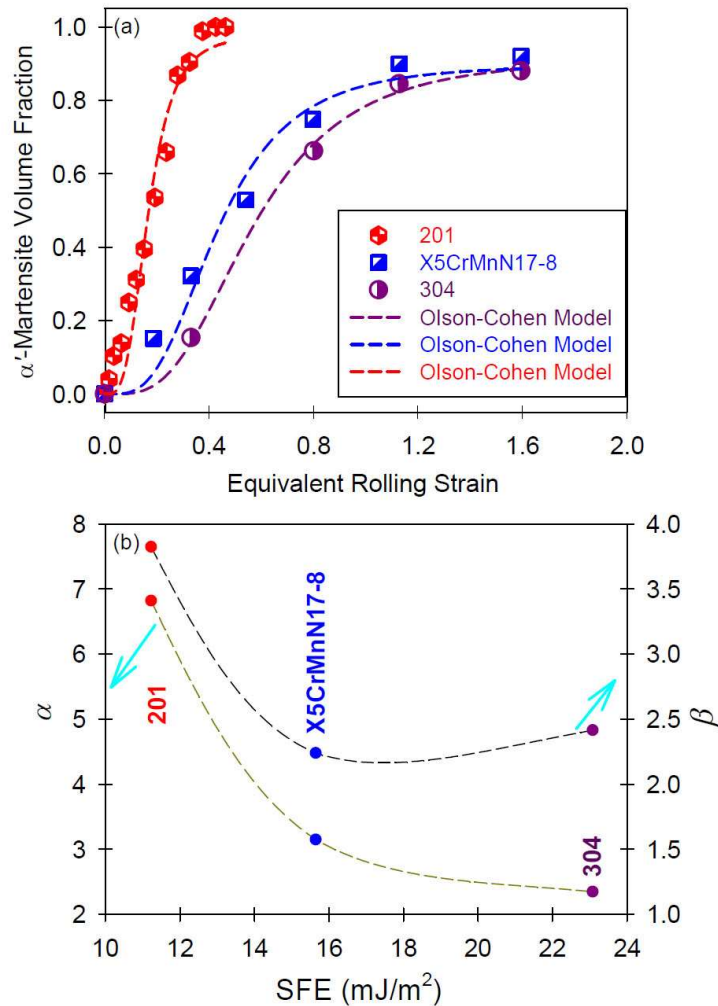 (a)
α′-Martensite Volume Fraction
1.0
0.8
0.6
0.4
0.2
0.0
201
X5CrMnN17-8
304
Olson-Cohen Model
Olson-Cohen Model
Olson-Cohen Model
0.0 0.4 0.8 1.2 1.6 2.0
Equivalent Rolling Strain
(b)
α
8
7
6
5
4
3
2
201
X5CrMnN17-8
304
4.0
3.5
3.0
2.5
2.0
1.5
1.0
β
10 12 14 16 18 20 22 24
SFE (mJ/m²)